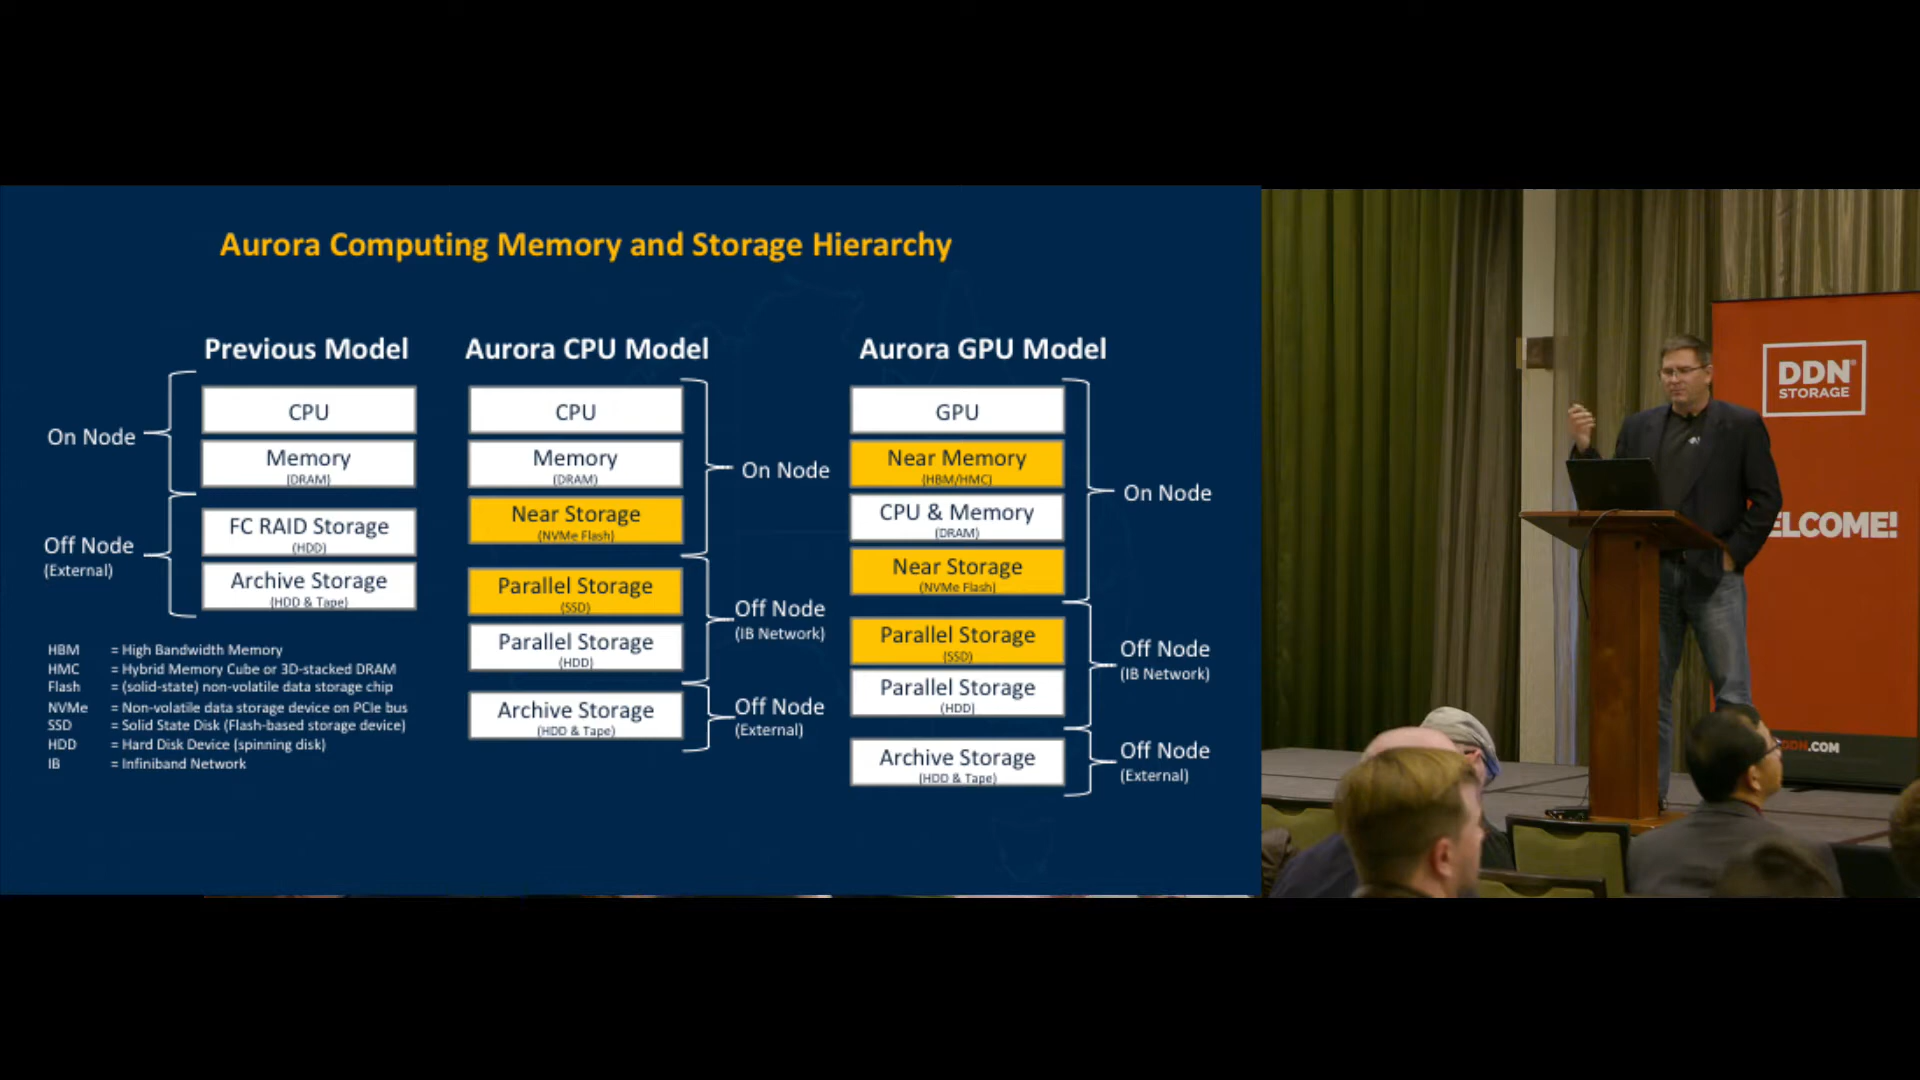 Aurora Computing Memory and Storage Hierarchy
Previous Model
On Node
CPU
Memory
(DRAM)
Off Node
(External)
FC RAID Storage
(HDD)
Archive Storage
(HDD & Tape)
HBM = High Bandwidth Memory
HMC = Hybrid Memory Cube or 3D-stacked DRAM
Flash = (solid-state) non-volatile data storage chip
NVMe = Non-volatile data storage device on PCIe bus
SSD = Solid State Disk (Flash-based storage device)
HDD = Hard Disk Device (spinning disk)
IB = Infiniband Network
Aurora CPU Model
CPU
Memory
(DRAM)
Near Storage
(NVMe Flash)
On Node
Parallel Storage
(SSD)
Parallel Storage
(HDD)
Off Node
(IB Network)
Archive Storage
(HDD & Tape)
Off Node
(External)
Aurora GPU Model
GPU
Near Memory
(HBM/HMC)
CPU & Memory
(DRAM)
Near Storage
(NVMe Flash)
On Node
Parallel Storage
(SSD)
Parallel Storage
(HDD)
Off Node
(IB Network)
Archive Storage
(HDD & Tape)
Off Node
(External)
DDN®
STORAGE
ELCOME!
DDN.COM